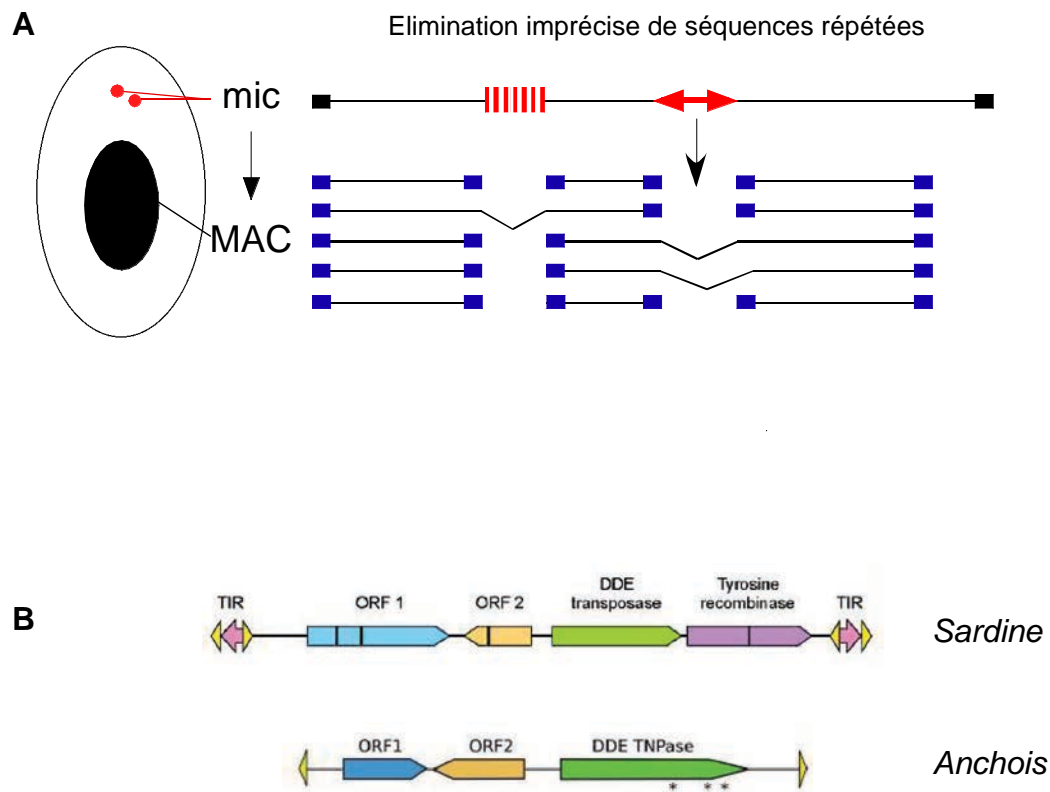 A
Elimination imprécise de séquences répétées
mic
MAC
B
TIR
ORF 1
ORF 2
DDE
transposase
Tyrosine
recombinase
TIR
Sardine
ORF1
ORF2
DDE TNPase
* * *
Anchois